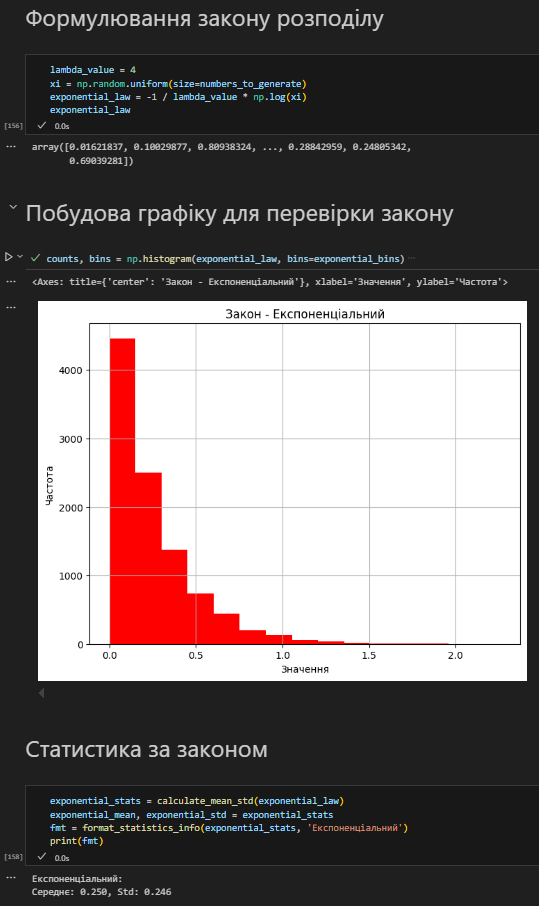 Формулювання закону розподілу
lambda_value = 4
xi = np.random.uniform(size=numbers_to_generate)
exponential_law = -1 / lambda_value * np.log(xi)
exponential_law
[156] ✓ 0.0s
... array([0.01621837, 0.10029877, 0.80938324, ..., 0.28842959, 0.24805342,
0.69039281])
Побудова графіку для перевірки закону
counts, bins = np.histogram(exponential_law, bins=exponential_bins) ...
... <Axes: title={'center': 'Закон - Експоненціальний'}, xlabel='Значення', ylabel='Частота'>
...
Закон - Експоненціальний
4000
3000
2000
1000
0
Частота
0.0 0.5 1.0 1.5 2.0
Значення
Статистика за законом
exponential_stats = calculate_mean_std(exponential_law)
exponential_mean, exponential_std = exponential_stats
fmt = format_statistics_info(exponential_stats, 'Експоненціальний')
print(fmt)
[158] ✓ 0.0s
... Експоненціальний:
Середнє: 0.250, Std: 0.246